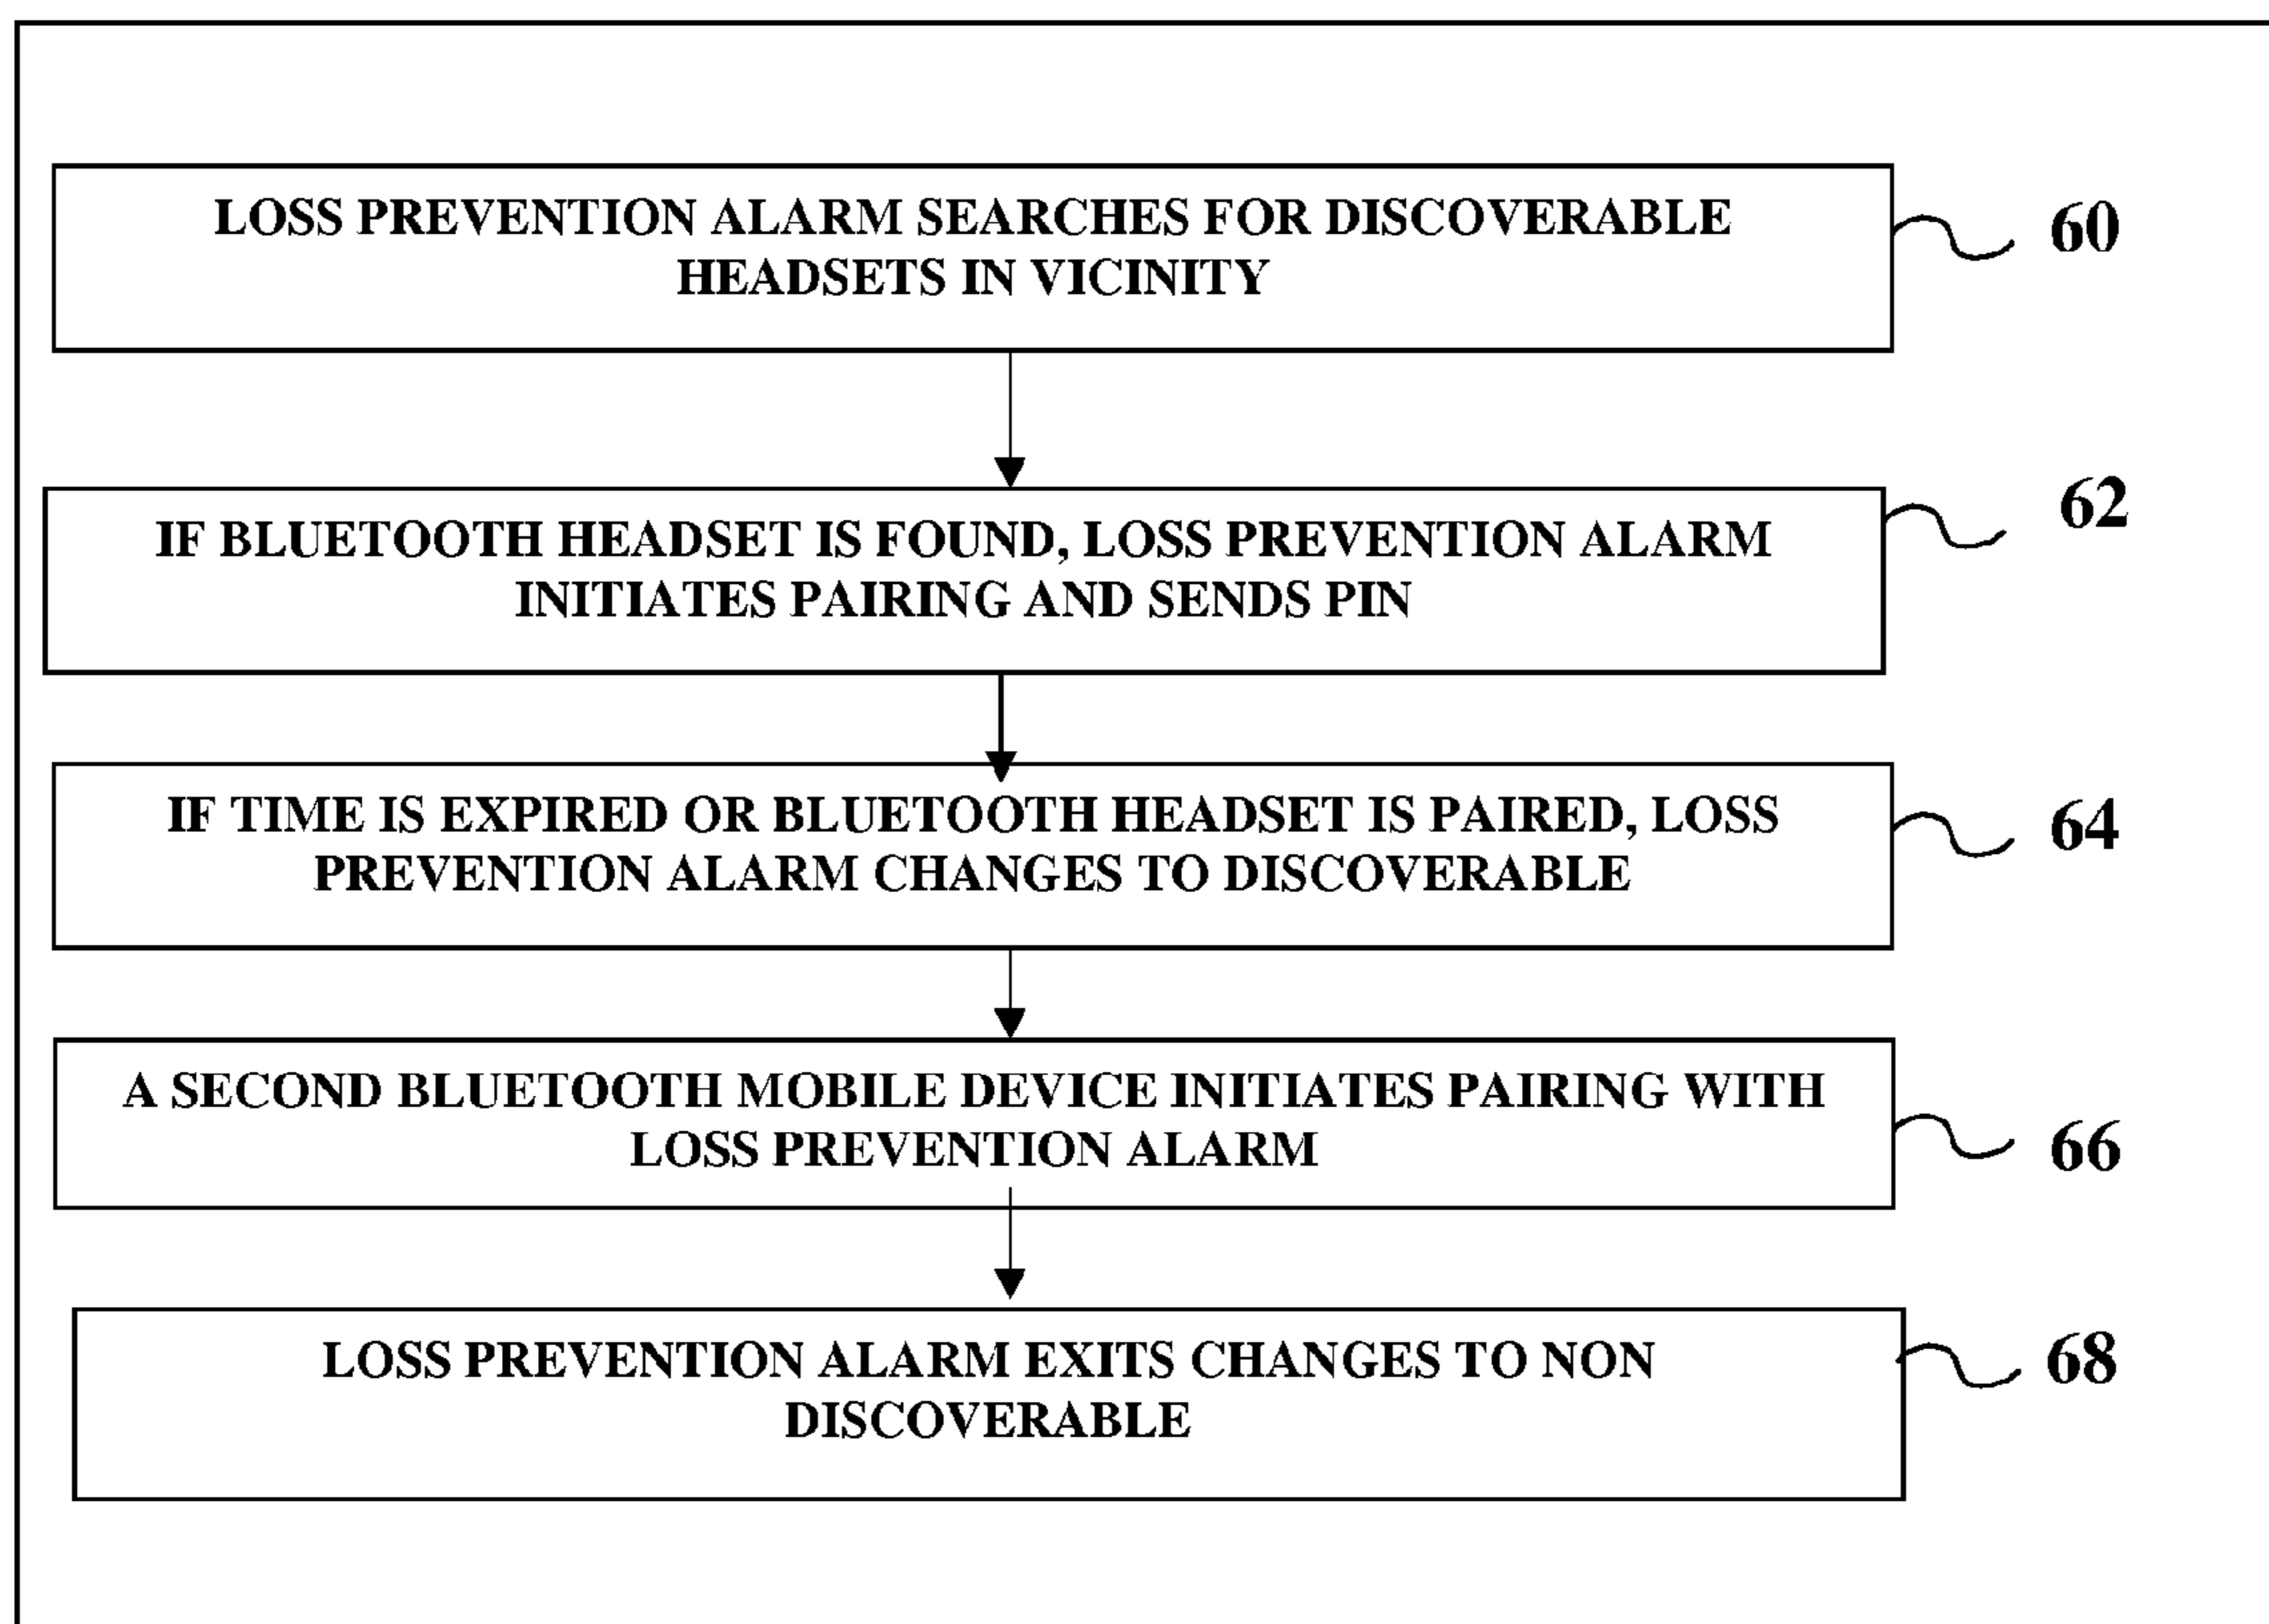 LOSS PREVENTION ALARM SEARCHES FOR DISCOVERABLE
HEADSETS IN VICINITY
60
IF BLUETOOTH HEADSET IS FOUND, LOSS PREVENTION ALARM
INITIATES PAIRING AND SENDS PIN
62
IF TIME IS EXPIRED OR BLUETOOTH HEADSET IS PAIRED, LOSS
PREVENTION ALARM CHANGES TO DISCOVERABLE
64
A SECOND BLUETOOTH MOBILE DEVICE INITIATES PAIRING WITH
LOSS PREVENTION ALARM
66
LOSS PREVENTION ALARM EXITS CHANGES TO NON
DISCOVERABLE
68